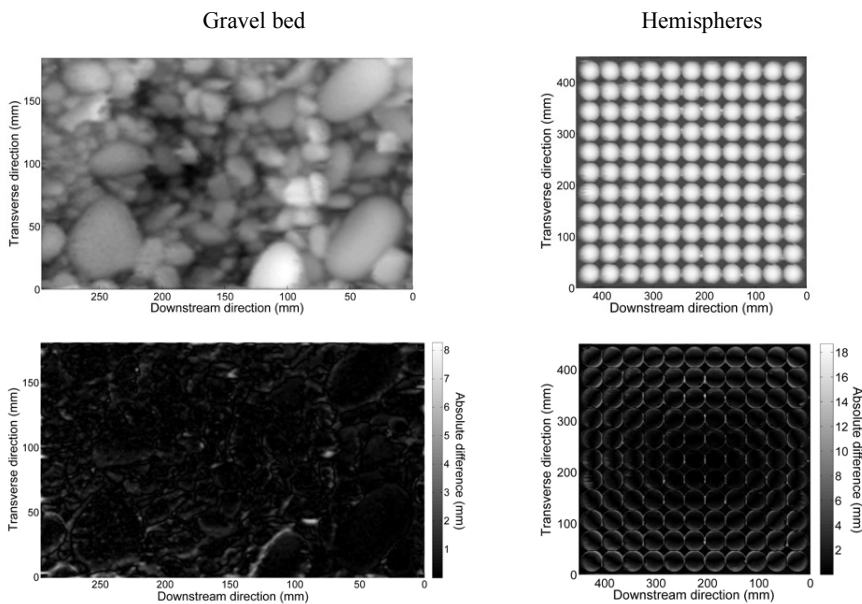 Gravel bed
Hemispheres
Transverse direction (mm)
150
100
50
0
250 200 150 100 50 0
Downstream direction (mm)
Transverse direction (mm)
400
300
200
100
0
400 300 200 100 0
Downstream direction (mm)
Transverse direction (mm)
150
100
50
0
250 200 150 100 50 0
Downstream direction (mm)
8
7
6
5
4
3
2
1
Absolute difference (mm)
Transverse direction (mm)
400
300
200
100
0
400 300 200 100 0
Downstream direction (mm)
18
16
14
12
10
8
6
4
2
Absolute difference (mm)